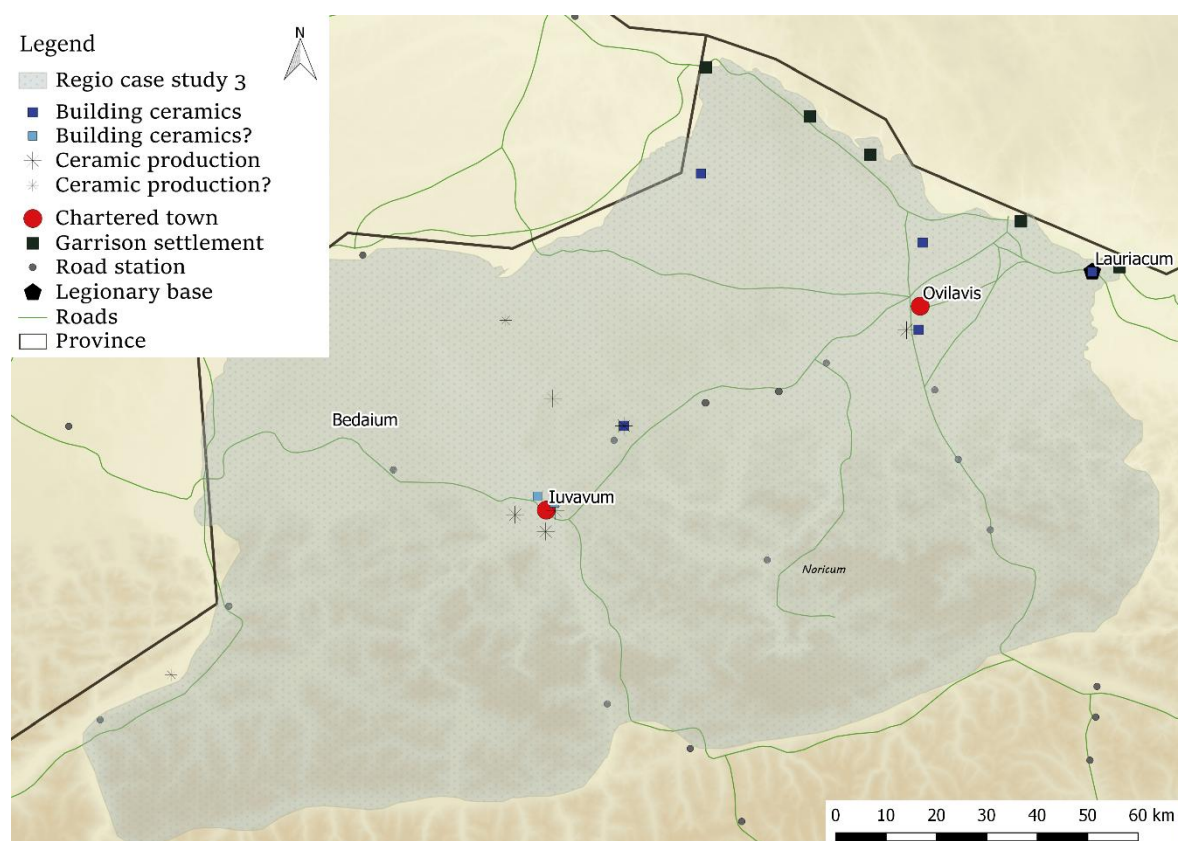 Legend
N
Regio case study 3
Building ceramics
Building ceramics?
Ceramic production
Ceramic production?
Chartered town
Garrison settlement
Road station
Legionary base
Roads
Province
Lauriacum
Ovilavis
Bedaium
Iuvavum
Noricum
0 10 20 30 40 50 60 km